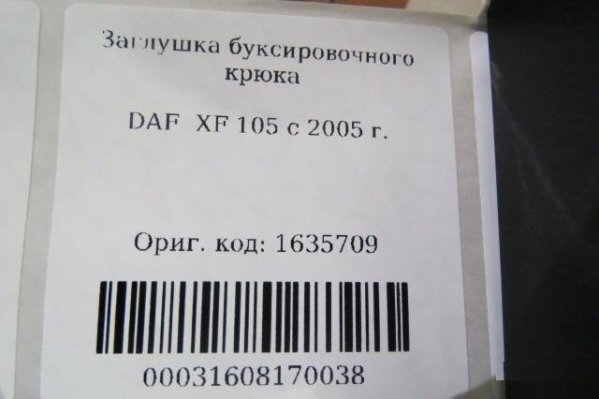 Заглушка буксировочного
крюка
DAF XF 105 с 2005 г.
Ориг. код: 1635709
00031608170038